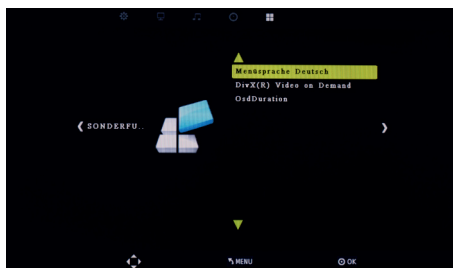 Menüsprache Deutsch
DivX(R) Video on Demand
OsdDuration
SONDERFU..
MENU
OK